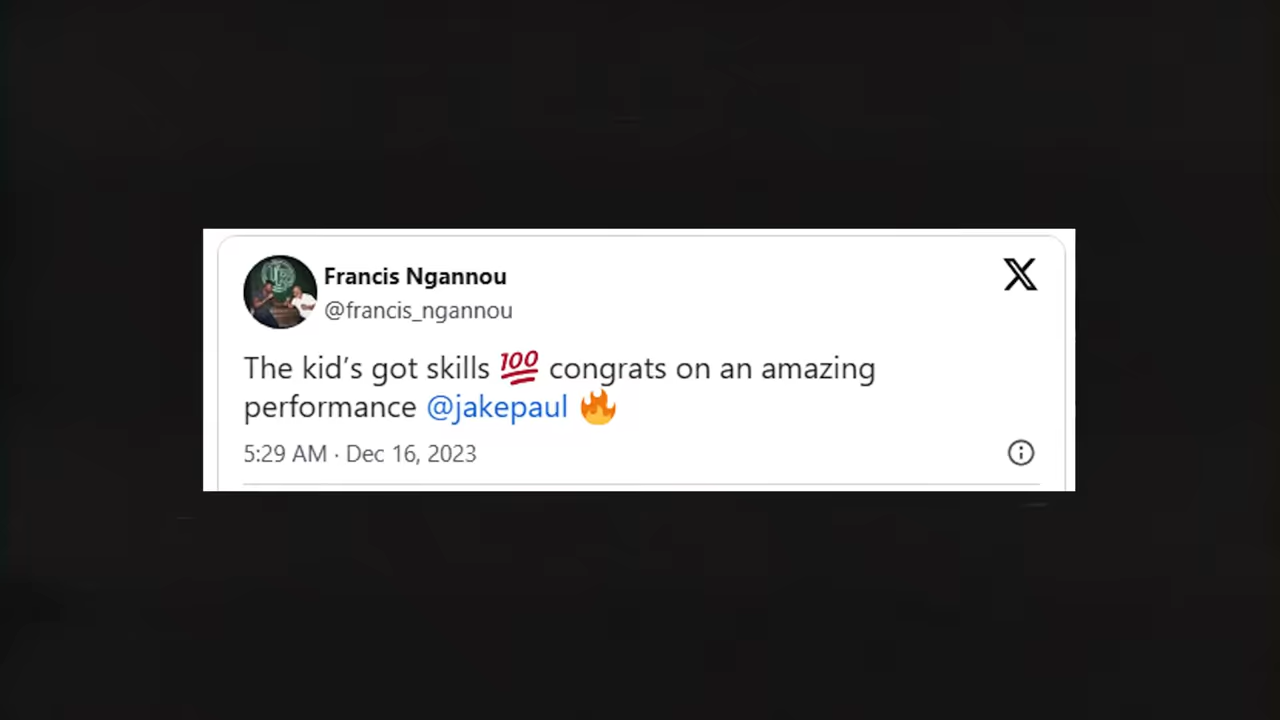 Francis Ngannou
@francis_ngannou
The kid’s got skills 💯 congrats on an amazing
performance @jakepaul 🔥
5:29 AM · Dec 16, 2023